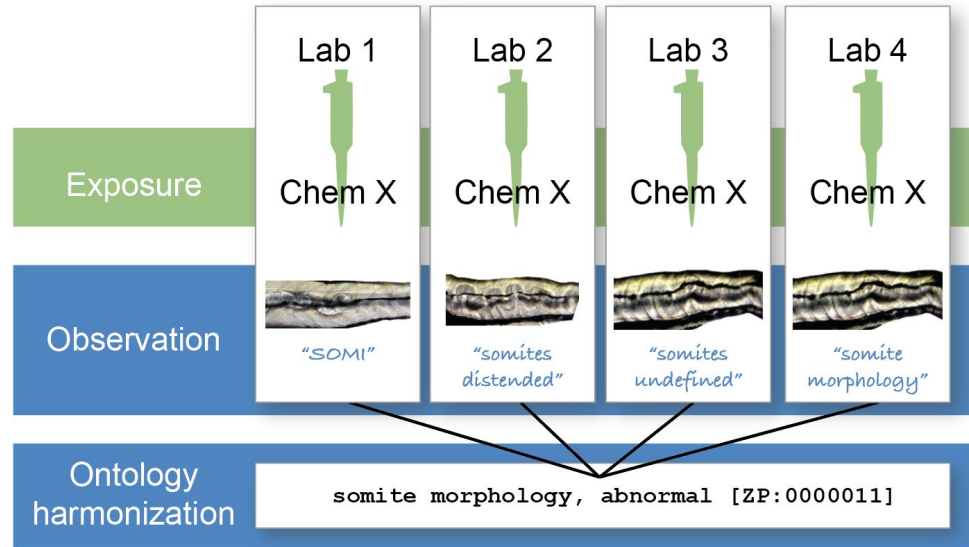 Lab 1
Lab 2
Lab 3
Lab 4
Exposure
Chem X
Chem X
Chem X
Chem X
Observation
“SOMI”
“somites
distended”
“somites
undefined”
“somite
morphology”
Ontology
harmonization
somite morphology, abnormal [ZP:0000011]